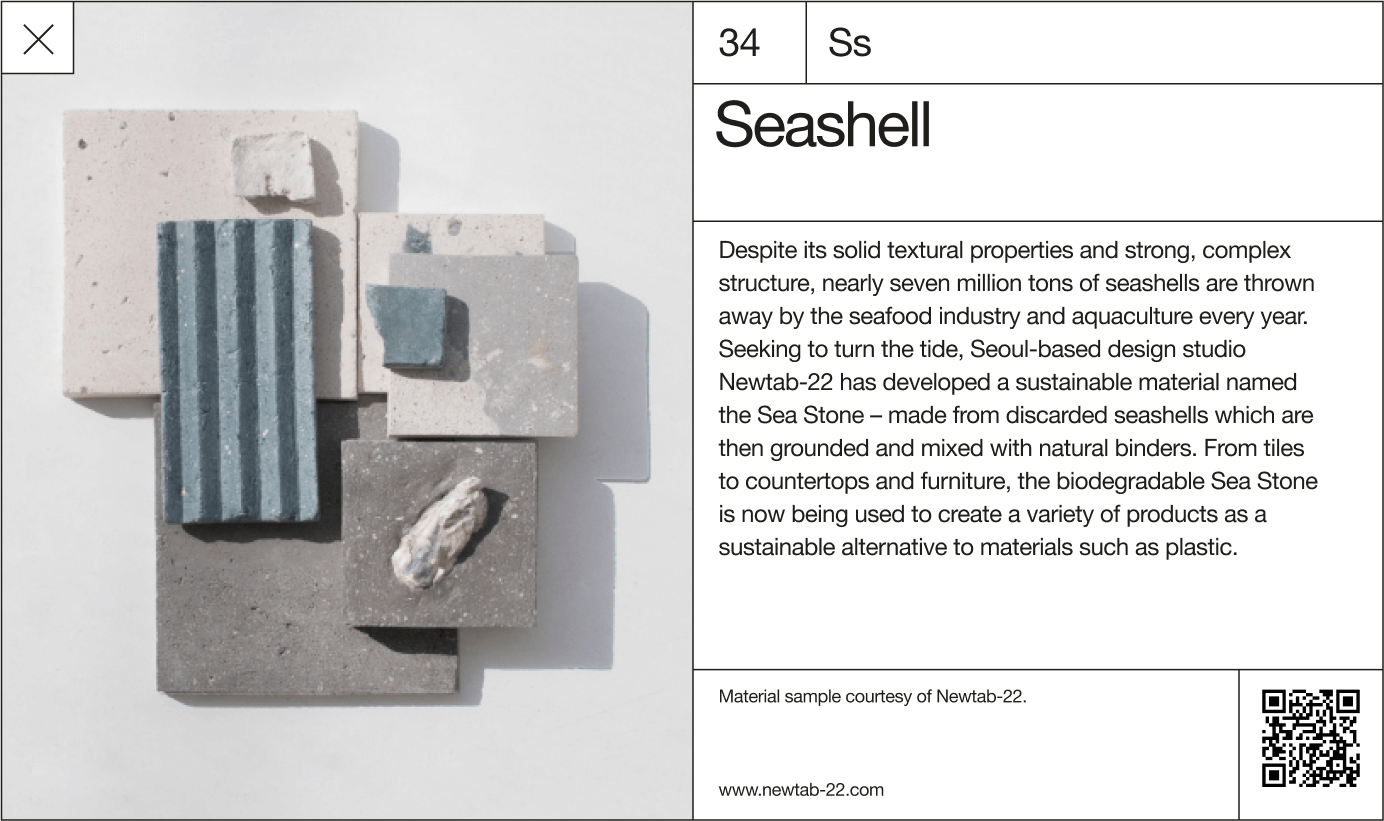 34
Ss
Seashell
Despite its solid textural properties and strong, complex
structure, nearly seven million tons of seashells are thrown
away by the seafood industry and aquaculture every year.
Seeking to turn the tide, Seoul-based design studio
Newtab-22 has developed a sustainable material named
the Sea Stone – made from discarded seashells which are
then grounded and mixed with natural binders. From tiles
to countertops and furniture, the biodegradable Sea Stone
is now being used to create a variety of products as a
sustainable alternative to materials such as plastic.
Material sample courtesy of Newtab-22.
www.newtab-22.com